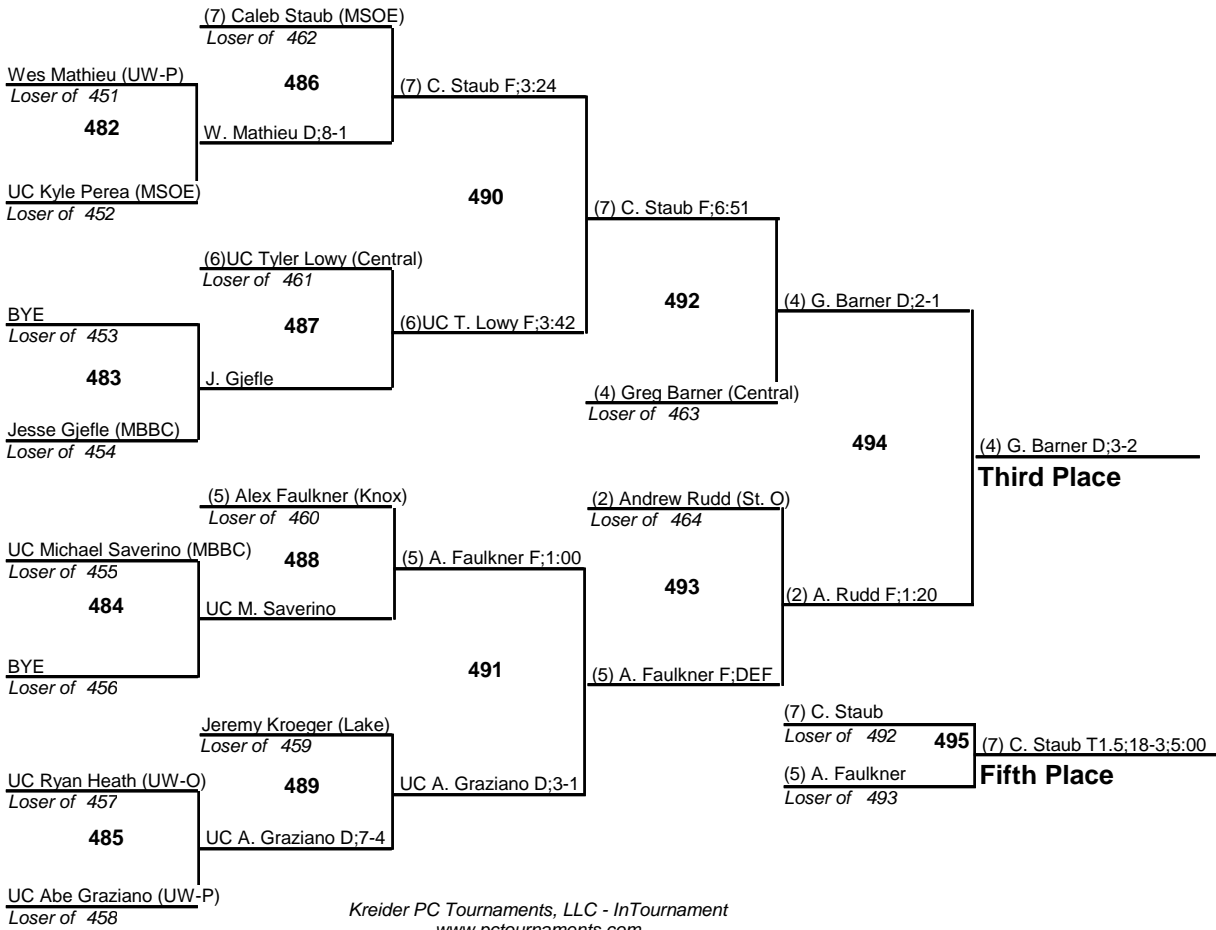 (7) Caleb Staub (MSOE)
Loser of 462
Wes Mathieu (UW-P)
Loser of 451
486
(7) C. Staub F;3:24
482
W. Mathieu D;8-1
UC Kyle Perea (MSOE)
Loser of 452
490
(7) C. Staub F;6:51
(6)UC Tyler Lowy (Central)
Loser of 461
BYE
Loser of 453
487
(6)UC T. Lowy F;3:42
492
(4) G. Barner D;2-1
483
J. Gjefle
(4) Greg Barner (Central)
Loser of 463
Jesse Gjefle (MBBC)
Loser of 454
494
(4) G. Barner D;3-2
Third Place
(5) Alex Faulkner (Knox)
Loser of 460
(2) Andrew Rudd (St. O)
Loser of 464
UC Michael Saverino (MBBC)
Loser of 455
488
(5) A. Faulkner F;1:00
493
(2) A. Rudd F;1:20
484
UC M. Saverino
BYE
Loser of 456
491
(5) A. Faulkner F;DEF
Jeremy Kroeger (Lake)
Loser of 459
(7) C. Staub
Loser of 492
495
(7) C. Staub T1.5;18-3;5:00
Fifth Place
(5) A. Faulkner
Loser of 493
UC Ryan Heath (UW-O)
Loser of 457
489
UC A. Graziano D;3-1
485
UC A. Graziano D;7-4
UC Abe Graziano (UW-P)
Loser of 458
Kreider PC Tournaments, LLC - InTournament
www.pctournaments.com